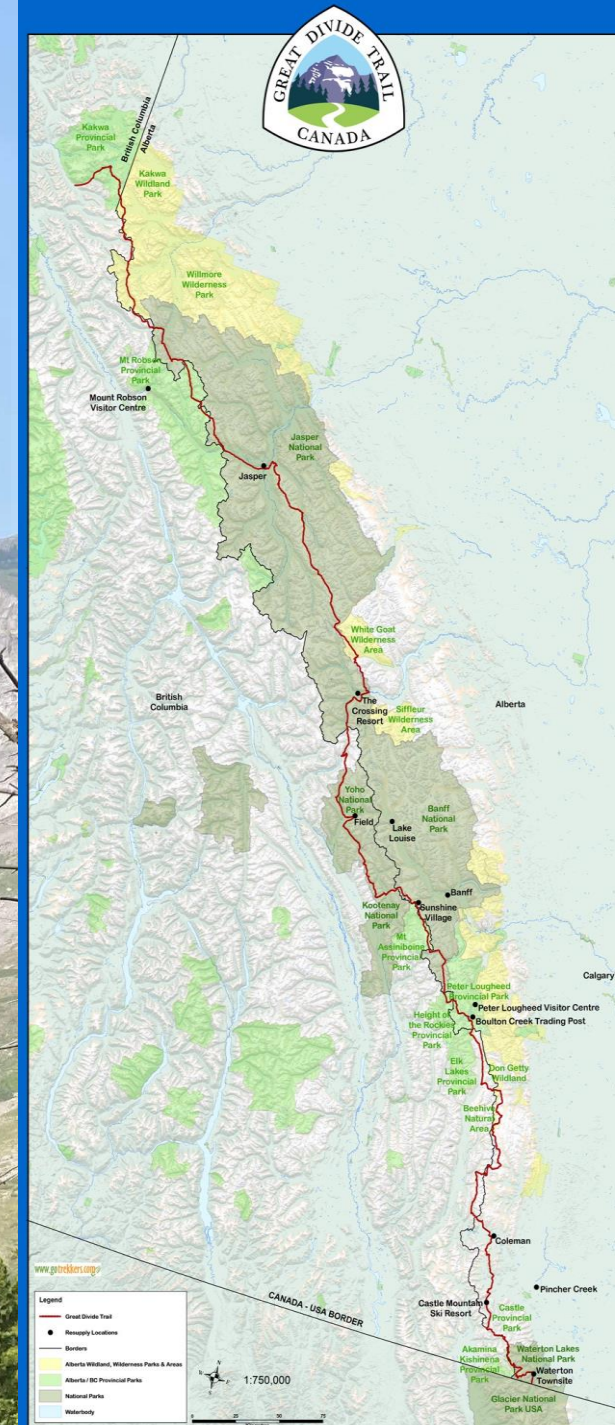 GREAT DIVIDE TRAIL
CANADA
Kakwa
Provincial
Park
British Columbia
Alberta
Kakwa
Wildland
Park
Willmore
Wilderness
Park
Mt Robson
Provincial
Park
Mount Robson
Visitor Centre
Jasper
National
Park
Jasper
White Goat
Wilderness
Area
British
Columbia
The
Crossing
Resort
Siffleur
Wilderness
Area
Alberta
Yoho
National
Park
Field
Lake
Louise
Banff
National
Park
Banff
Kootenay
National
Park
Sunshine
Village
Mt
Assiniboine
Provincial
Park
Calgary
Peter Lougheed
Provincial Park
Peter Lougheed Visitor Centre
Boulton Creek Trading Post
Height of
the Rockies
Provincial
Park
Elk
Lakes
Provincial
Park
Don Getty
Wildland
Beehive
Natural
Area
Coleman
www.gotrekkers.com
Pincher Creek
CANADA - USA BORDER
Castle Mountain
Ski Resort
Castle
Provincial
Park
Akamina
Kishinena
Provincial
Park
Waterton Lakes
National Park
Waterton
Townsite
Glacier National
Park USA
Legend
Great Divide Trail
Resupply Locations
Borders
Alberta Wildland, Wilderness Parks & Areas
Alberta / BC Provincial Parks
National Parks
Waterbody
1:750,000
0 25 50 75